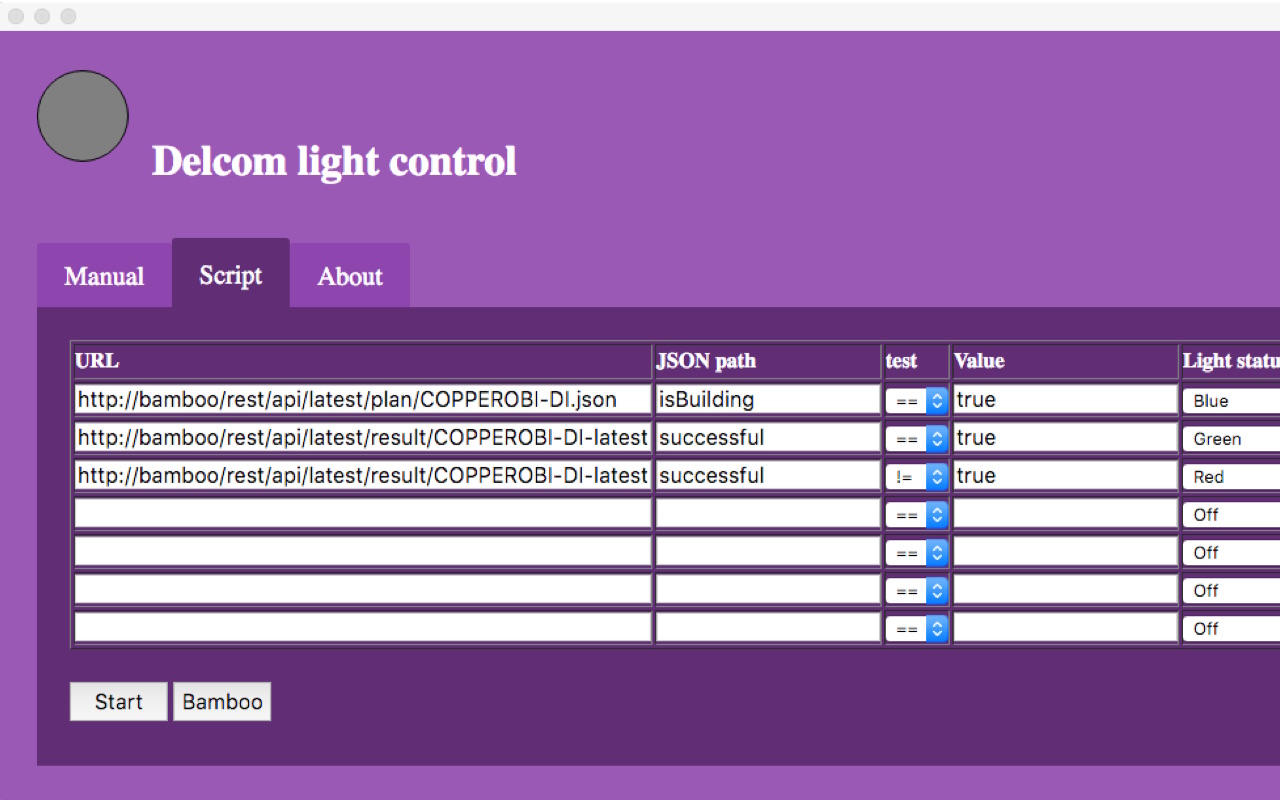 Delcom light control
Manual Script About
URL JSON path test Value Light statu
http://bamboo/rest/api/latest/plan/COPPEROBI-DI.json isBuilding == true Blue
http://bamboo/rest/api/latest/result/COPPEROBI-DI-latest successful == true Green
http://bamboo/rest/api/latest/result/COPPEROBI-DI-latest successful != true Red
== Off
== Off
== Off
== Off
Start Bamboo